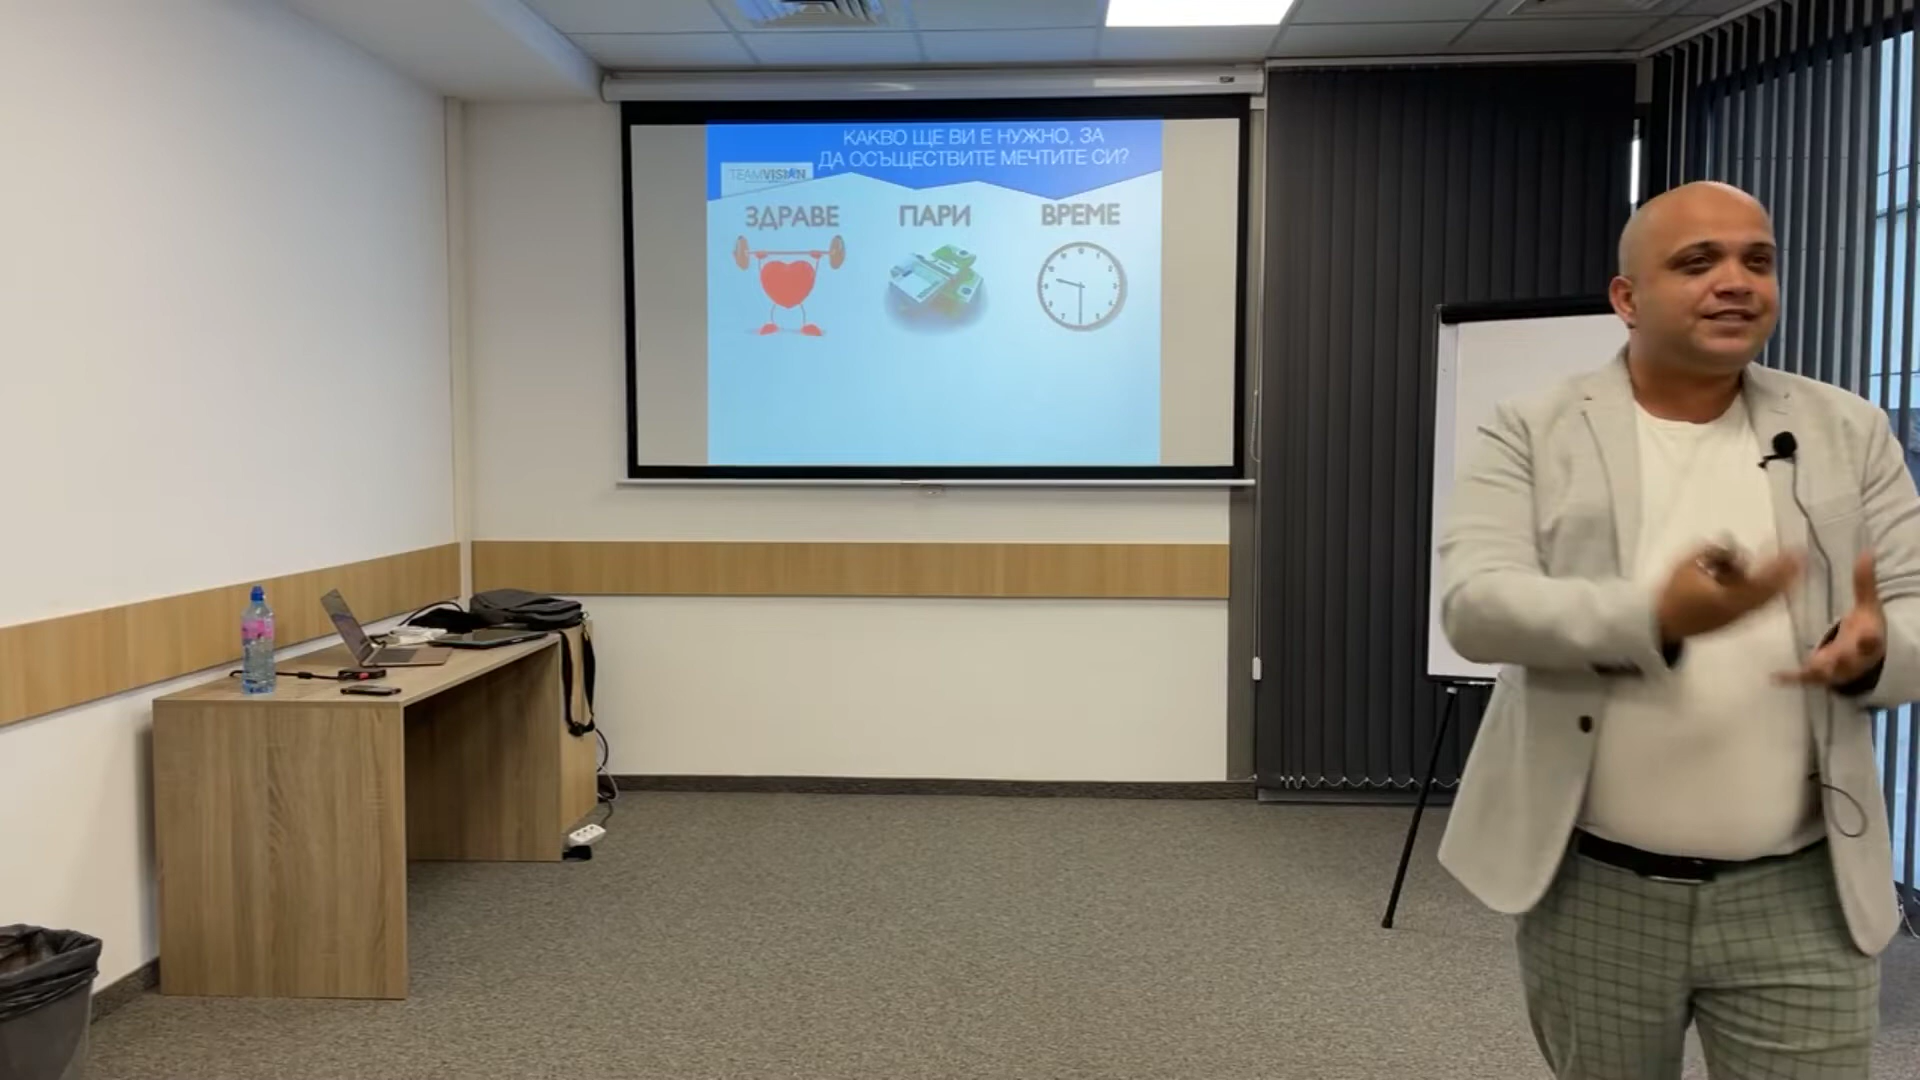 КАКВО ЩЕ ВИ Е НУЖНО, ЗА
ДА ОСЪЩЕСТВИТЕ МЕЧТИТЕ СИ?
TEAMVISION
ЗДРАВЕ
ПАРИ
ВРЕМЕ